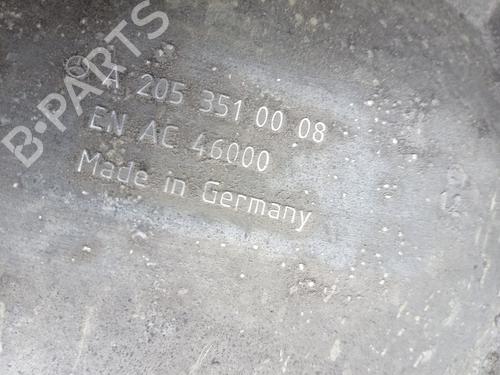 B-PARTS
A 205 351 00 08
EN AC 46000
Made in Germany